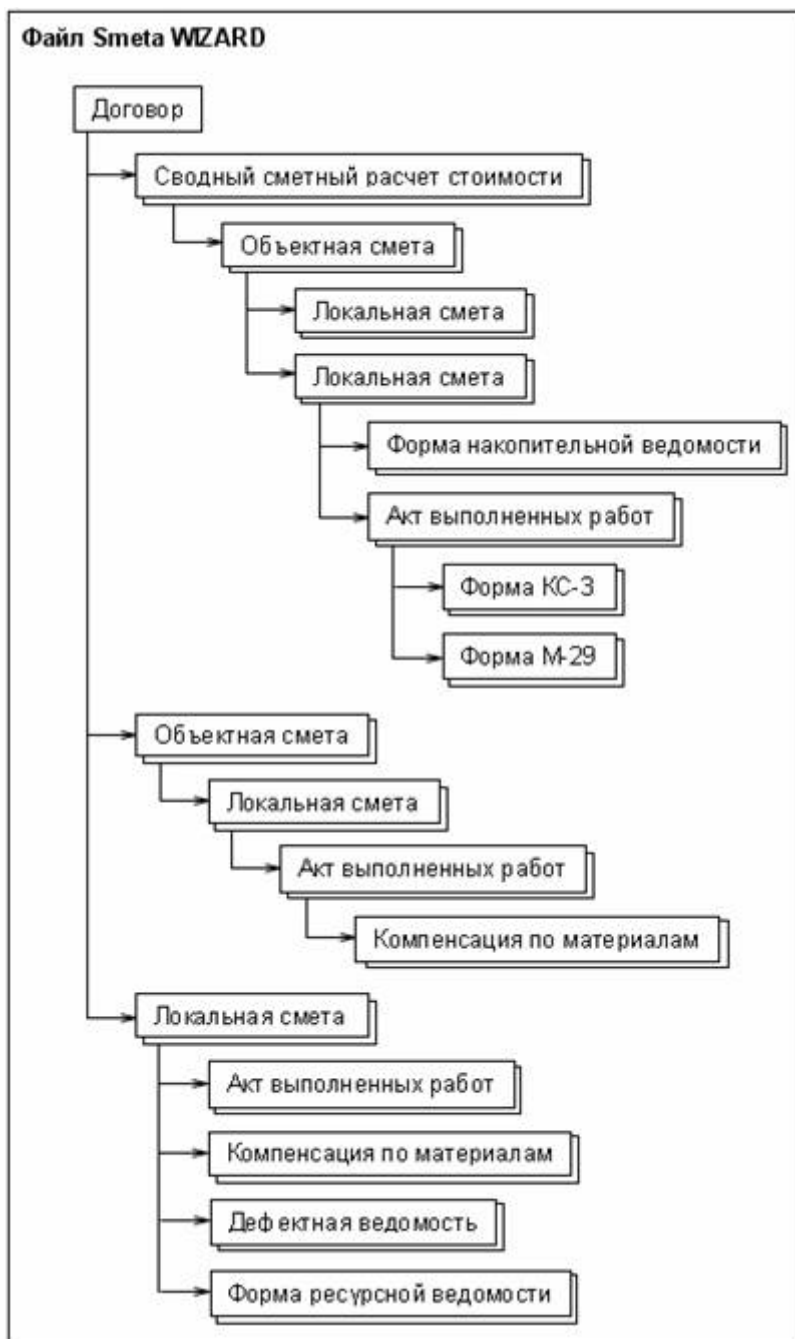 Файл Smeta WIZARD
Договор
Сводный сметный расчет стоимости
Объектная смета
Локальная смета
Локальная смета
Форма накопительной ведомости
Акт выполненных работ
Форма КС-3
Форма М-29
Объектная смета
Локальная смета
Акт выполненных работ
Компенсация по материалам
Локальная смета
Акт выполненных работ
Компенсация по материалам
Дефектная ведомость
Форма ресурсной ведомости